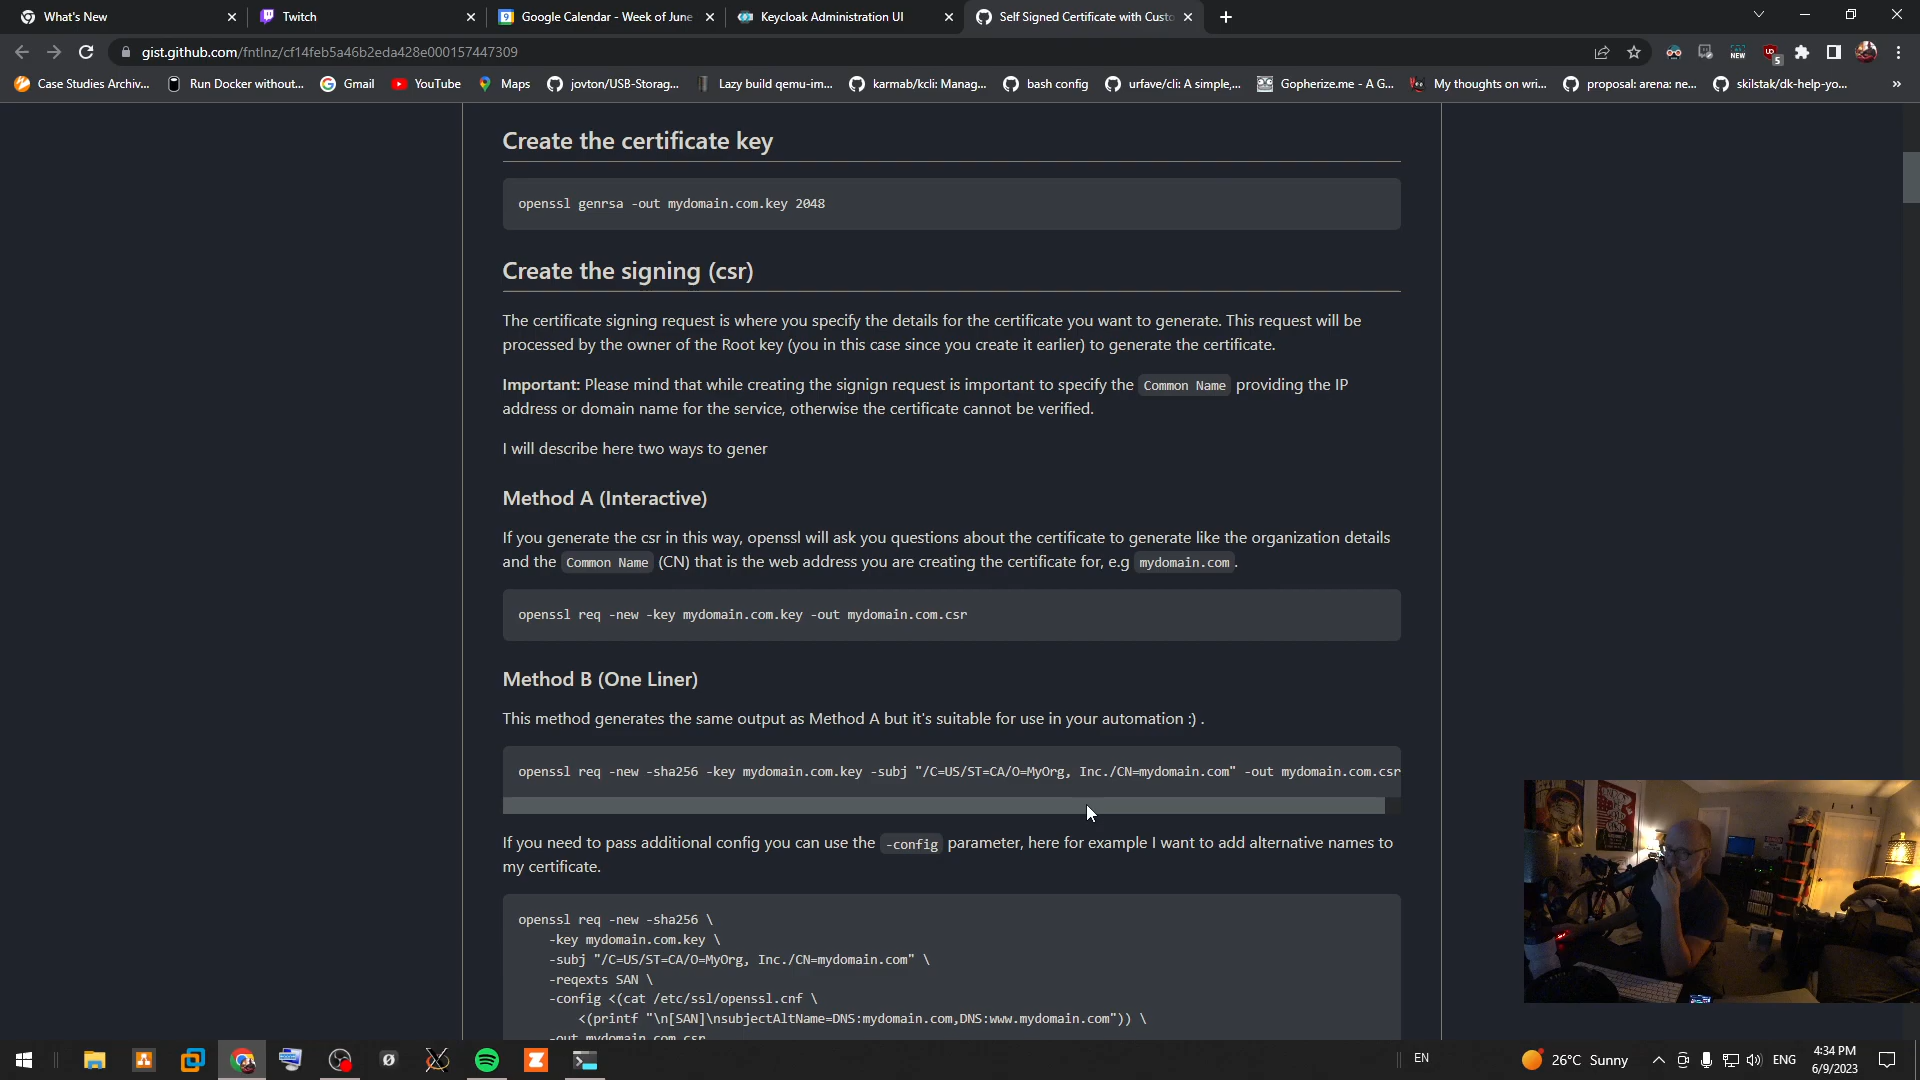 What's New
Twitch
Google Calendar - Week of June
Keycloak Administration UI
Self Signed Certificate with Custo
gist.github.com/fntlnz/cf14feb5a46b2eda428e000157447309
5
Case Studies Archiv...
Run Docker without...
Gmail
YouTube
Maps
jovton/USB-Storag...
Lazy build qemu-im...
karmab/kcli: Manag...
bash config
urfave/cli: A simple,...
Gopherize.me - A G...
My thoughts on wri...
proposal: arena: ne...
skilstak/dk-help-yo...
»
Create the certificate key
openssl genrsa -out mydomain.com.key 2048
Create the signing (csr)
The certificate signing request is where you specify the details for the certificate you want to generate. This request will be
processed by the owner of the Root key (you in this case since you create it earlier) to generate the certificate.
Important: Please mind that while creating the signign request is important to specify the Common Name providing the IP
address or domain name for the service, otherwise the certificate cannot be verified.
I will describe here two ways to gener
Method A (Interactive)
If you generate the csr in this way, openssl will ask you questions about the certificate to generate like the organization details
and the Common Name (CN) that is the web address you are creating the certificate for, e.g mydomain.com .
openssl req -new -key mydomain.com.key -out mydomain.com.csr
Method B (One Liner)
This method generates the same output as Method A but it's suitable for use in your automation :) .
openssl req -new -sha256 -key mydomain.com.key -subj "/C=US/ST=CA/O=MyOrg, Inc./CN=mydomain.com" -out mydomain.com.csr
If you need to pass additional config you can use the -config parameter, here for example I want to add alternative names to
my certificate.
openssl req -new -sha256 \
-key mydomain.com.key \
-subj "/C=US/ST=CA/O=MyOrg, Inc./CN=mydomain.com" \
-reqexts SAN \
-config <(cat /etc/ssl/openssl.cnf \
<(printf "\n[SAN]\nsubjectAltName=DNS:mydomain.com,DNS:www.mydomain.com")) \
-out mydomain.com.csr
EN
26°C Sunny
ENG
4:34 PM
6/9/2023